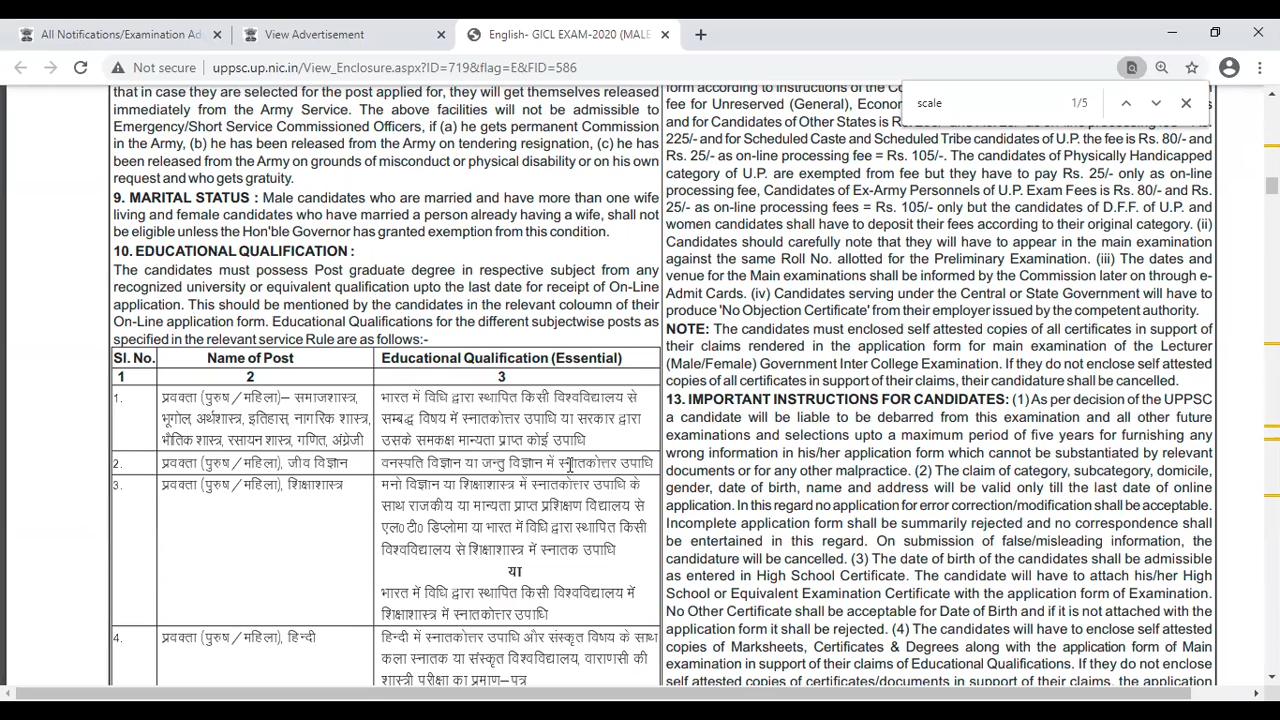 All Notifications/Examination Ad
View Advertisement
English- GICL EXAM-2020 (MALE
Not secure
uppsc.up.nic.in/View_Enclosure.aspx?ID=719&flag=E&FID=586
scale
1/5
that in case they are selected for the post applied for, they will get themselves released
immediately from the Army Service. The above facilities will not be admissible to
Emergency/Short Service Commissioned Officers, if (a) he gets permanent Commission
in the Army, (b) he has been released from the Army on tendering resignation, (c) he has
been released from the Army on grounds of misconduct or physical disability or on his own
request and who gets gratuity.
9. MARITAL STATUS : Male candidates who are married and have more than one wife
living and female candidates who have married a person already having a wife, shall not
be eligible unless the Hon'ble Governor has granted exemption from this condition.
10. EDUCATIONAL QUALIFICATION :
The candidates must possess Post graduate degree in respective subject from any
recognized university or equivalent qualification upto the last date for receipt of On-Line
application. This should be mentioned by the candidates in the relevant coloumn of their
On-Line application form. Educational Qualifications for the different subjectwise posts as
specified in the relevant service Rule are as follows:-
Sl. No. Name of Post Educational Qualification (Essential)
1 2 3
1. प्रवक्ता (पुरुष/महिला)– समाजशास्त्र, भारत में विधि द्वारा स्थापित किसी विश्वविद्यालय से
भूगोल, अर्थशास्त्र, इतिहास, नागरिक शास्त्र, सम्बद्ध विषय में स्नातकोत्तर उपाधि या सरकार द्वारा
भौतिक शास्त्र, रसायन शास्त्र, गणित, अंग्रेजी उसके समकक्ष मान्यता प्राप्त कोई उपाधि
2. प्रवक्ता (पुरुष/महिला), जीव विज्ञान वनस्पति विज्ञान या जन्तु विज्ञान में स्नातकोत्तर उपाधि
3. प्रवक्ता (पुरुष/महिला), शिक्षाशास्त्र मनो विज्ञान या शिक्षाशास्त्र में स्नातकोत्तर उपाधि के
साथ राजकीय या मान्यता प्राप्त प्रशिक्षण विद्यालय से
एल० टी० डिप्लोमा या भारत में विधि द्वारा स्थापित किसी
विश्वविद्यालय से शिक्षाशास्त्र में स्नातक उपाधि
या
भारत में विधि द्वारा स्थापित किसी विश्वविद्यालय में
शिक्षाशास्त्र में स्नातकोत्तर उपाधि
4. प्रवक्ता (पुरुष/महिला), हिन्दी हिन्दी में स्नातकोत्तर उपाधि और संस्कृत विषय के साथ
कला स्नातक या संस्कृत विश्वविद्यालय, वाराणसी की
शास्त्री परीक्षा का प्रमाण–पत्र
form according to instructions of the Co
fee for Unreserved (General), Econom
and for Candidates of Other States is R
225/- and for Scheduled Caste and Scheduled Tribe candidates of U.P. the fee is Rs. 80/- and
Rs. 25/- as on-line processing fee = Rs. 105/-. The candidates of Physically Handicapped
category of U.P. are exempted from fee but they have to pay Rs. 25/- only as on-line
processing fee, Candidates of Ex-Army Personnels of U.P. Exam Fees is Rs. 80/- and Rs.
25/- as on-line processing fees = Rs. 105/- only but the candidates of D.F.F. of U.P. and
women candidates shall have to deposit their fees according to their original category. (ii)
Candidates should carefully note that they will have to appear in the main examination
against the same Roll No. allotted for the Preliminary Examination. (iii) The dates and
venue for the Main examinations shall be informed by the Commission later on through e-
Admit Cards. (iv) Candidates serving under the Central or State Government will have to
produce 'No Objection Certificate' from their employer issued by the competent authority.
NOTE: The candidates must enclosed self attested copies of all certificates in support of
their claims rendered in the application form for main examination of the Lecturer
(Male/Female) Government Inter College Examination. If they do not enclose self attested
copies of all certificates in support of their claims, their candidature shall be cancelled.
13. IMPORTANT INSTRUCTIONS FOR CANDIDATES: (1) As per decision of the UPPSC
a candidate will be liable to be debarred from this examination and all other future
examinations and selections upto a maximum period of five years for furnishing any
wrong information in his/her application form which cannot be substantiated by relevant
documents or for any other malpractice. (2) The claim of category, subcategory, domicile,
gender, date of birth, name and address will be valid only till the last date of online
application. In this regard no application for error correction/modification shall be acceptable.
Incomplete application form shall be summarily rejected and no correspondence shall
be entertained in this regard. On submission of false/misleading information, the
candidature will be cancelled. (3) The date of birth of the candidates shall be admissible
as entered in High School Certificate. The candidate will have to attach his/her High
School or Equivalent Examination Certificate with the application form of Examination.
No Other Certificate shall be acceptable for Date of Birth and if it is not attached with the
application form it shall be rejected. (4) The candidates will have to enclose self attested
copies of Marksheets, Certificates & Degrees along with the application form of Main
examination in support of their claims of Educational Qualifications. If they do not enclose
self attested copies of certificates/documents in support of their claims, the application